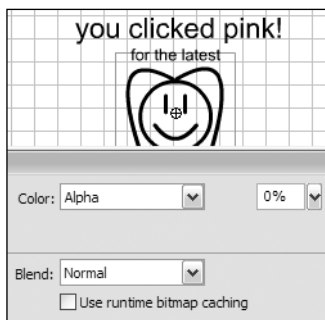 you clicked pink!
for the latest
Color: Alpha 0%
Blend: Normal
Use runtime bitmap caching